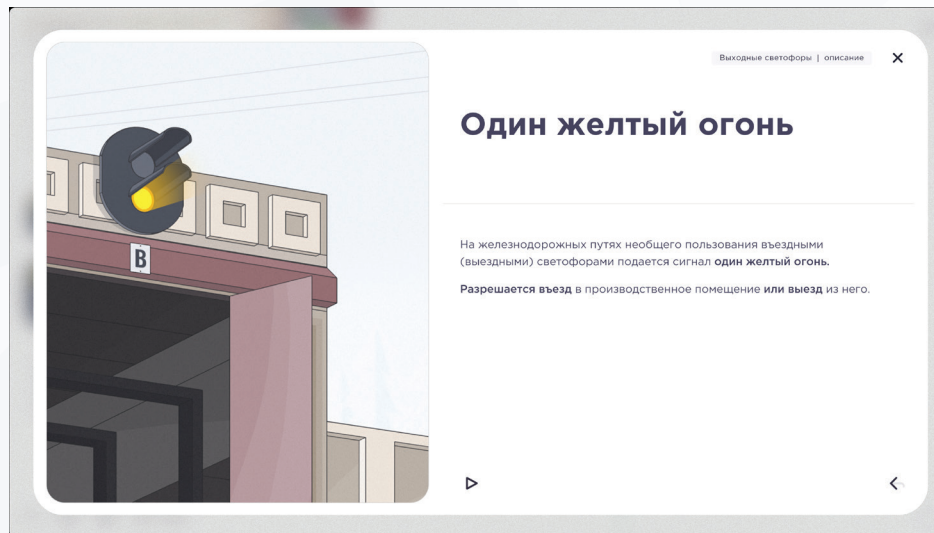 Выходные светофоры | описание
Один желтый огонь
На железнодорожных путях необщего пользования въездными
(выездными) светофорами подается сигнал один желтый огонь.
Разрешается въезд в производственное помещение или выезд из него.
В